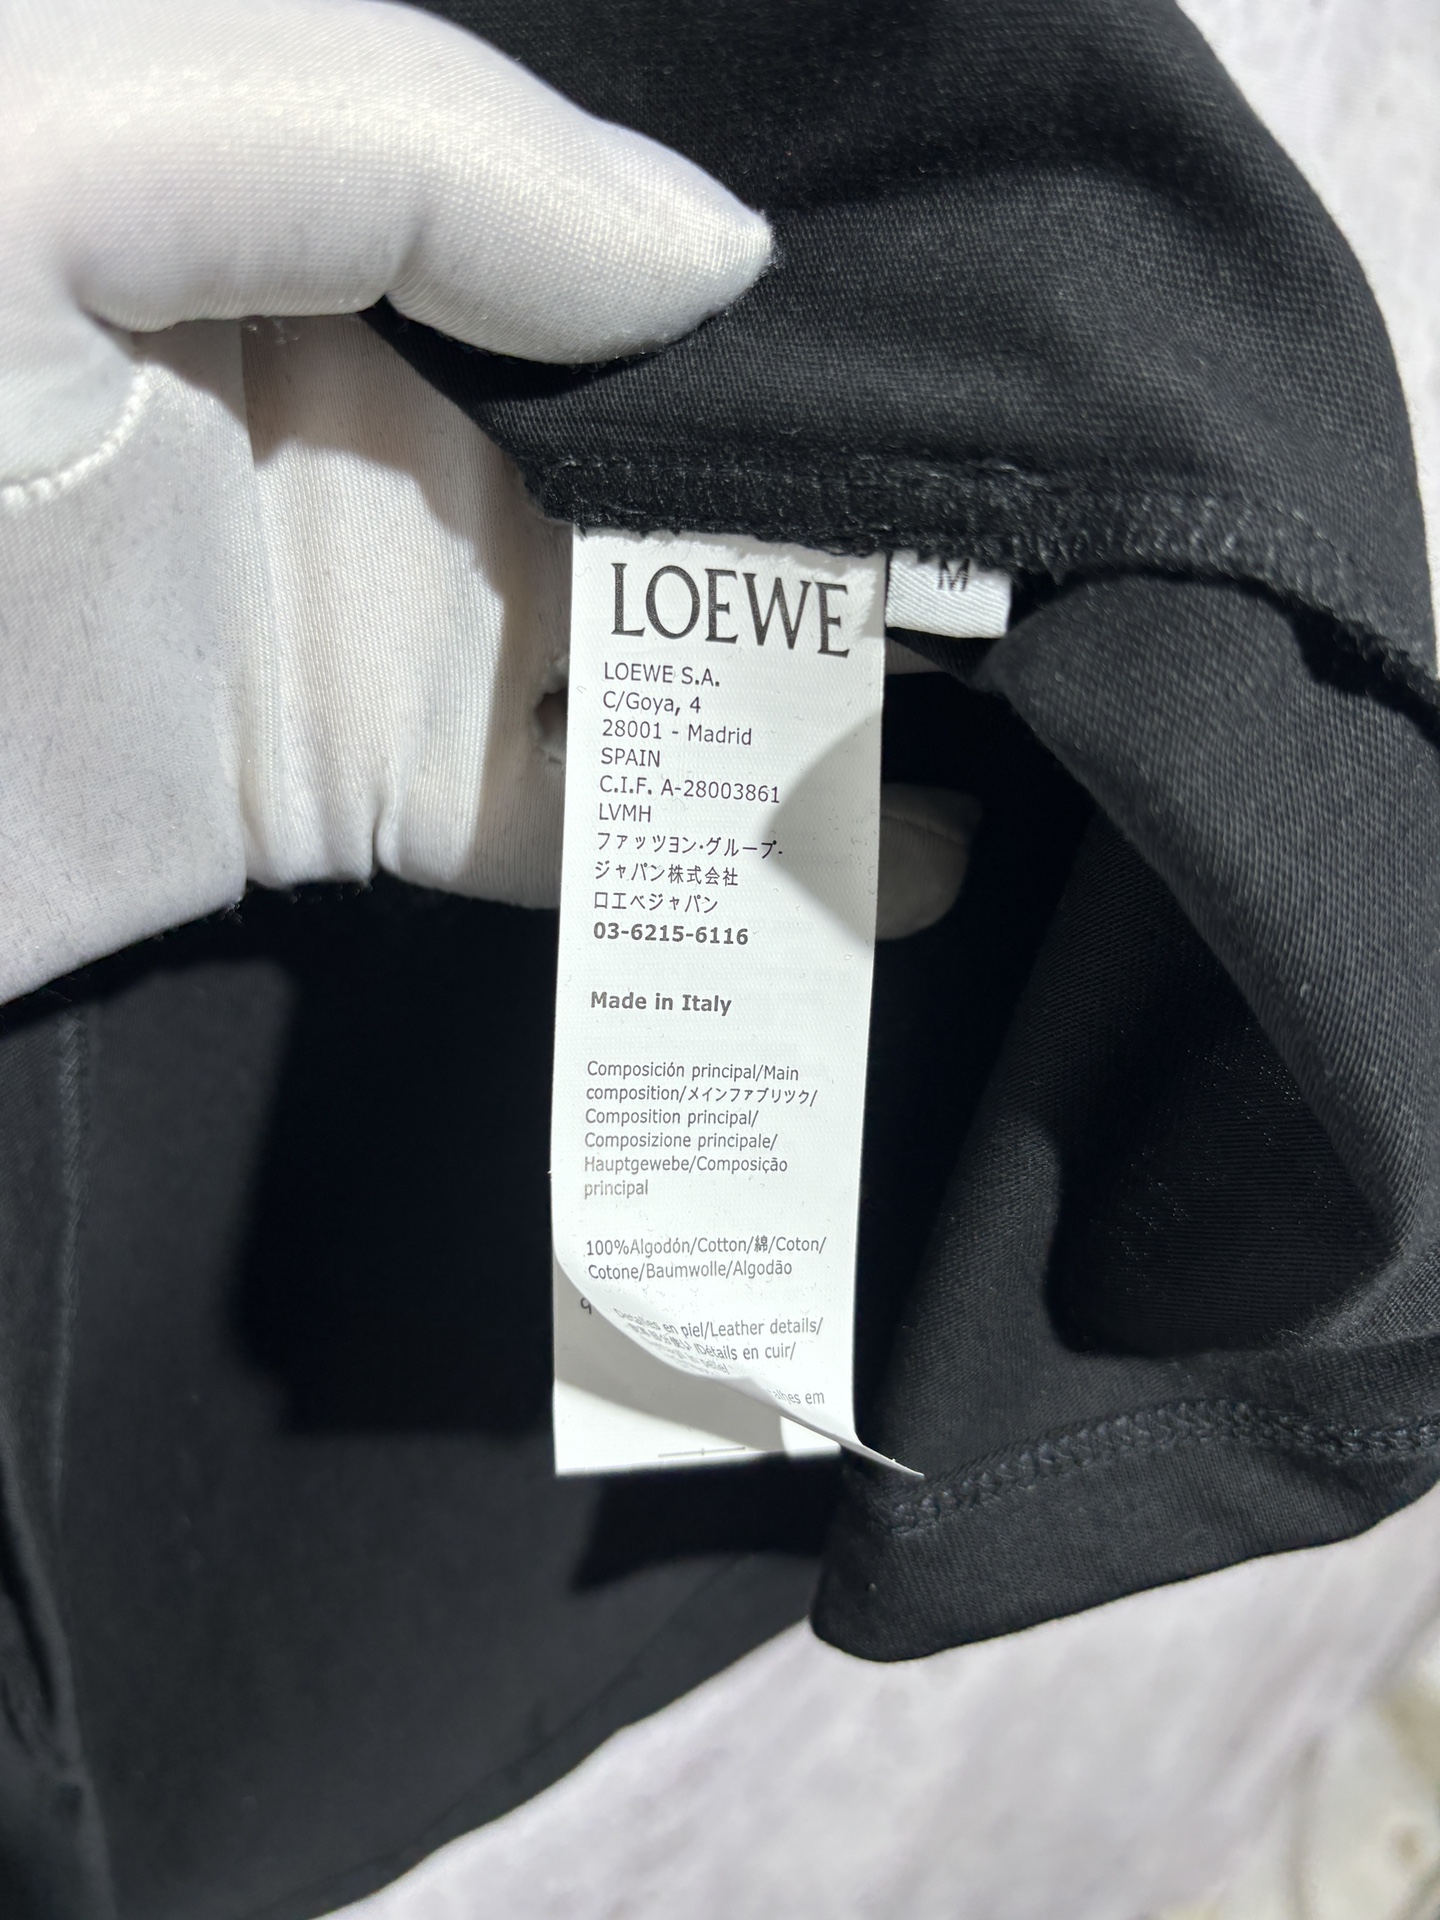 LOEWE
M
LOEWE S.A.
C/Goya, 4
28001 - Madrid
SPAIN
C.I.F. A-28003861
LVMH
ファッツヨン·グループ-
ジャパン株式会社
ロエベジャパン
03-6215-6116
Made in Italy
Composición principal/Main
composition/メインファブリツク/
Composition principal/
Composizione principale/
Hauptgewebe/Composição
principal
100%Algodón/Cotton/綿/Coton/
Cotone/Baumwolle/Algodão
Detalles en piel/Leather details/
/Détails en cuir/
em